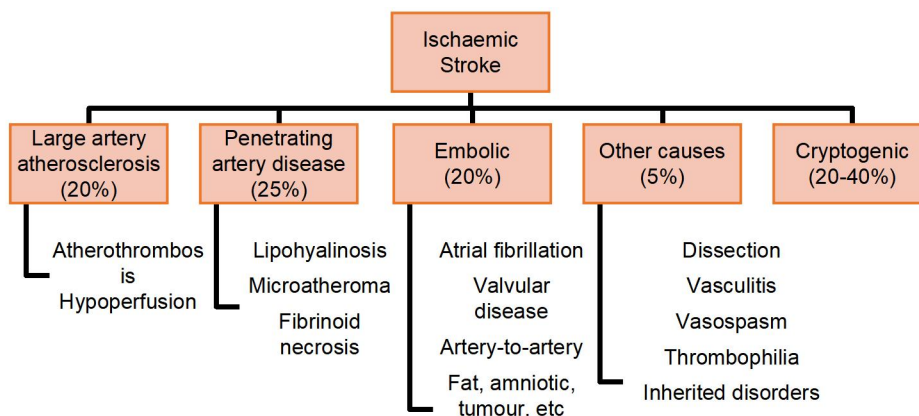 Ischaemic
Stroke
Large artery
atherosclerosis
(20%)
Penetrating
artery disease
(25%)
Embolic
(20%)
Other causes
(5%)
Cryptogenic
(20-40%)
Atherothrombos
is
Hypoperfusion
Lipohyalinosis
Microatheroma
Fibrinoid
necrosis
Atrial fibrillation
Valvular
disease
Artery-to-artery
Fat, amniotic,
tumour, etc
Dissection
Vasculitis
Vasospasm
Thrombophilia
Inherited disorders